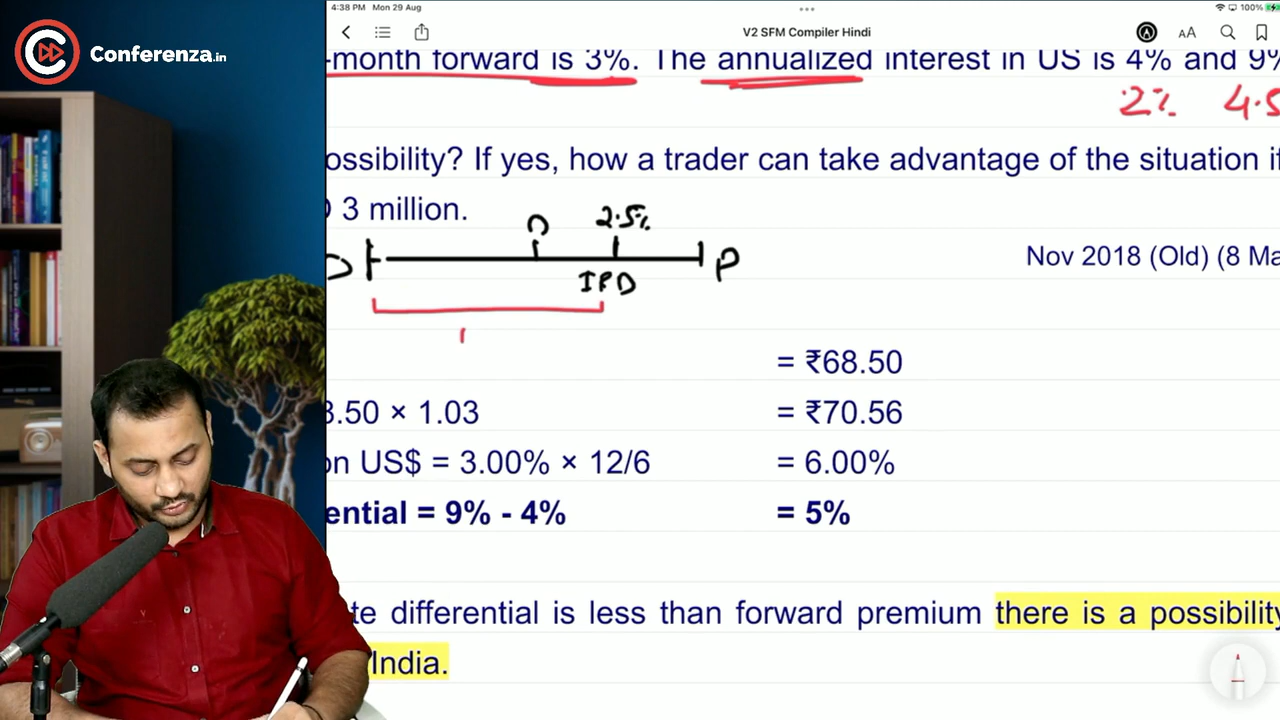 4:38 PM Mon 29 Aug
100%
Conferenza.in
V2 SFM Compiler Hindi
AA
-month forward is 3%. The annualized interest in US is 4% and 9%
2% 4.5
ossibility? If yes, how a trader can take advantage of the situation if
3 million.
0 2.5%
D P
IPD
Nov 2018 (Old) (8 Ma
= ₹68.50
8.50 × 1.03 = ₹70.56
on US$ = 3.00% × 12/6 = 6.00%
ential = 9% - 4% = 5%
te differential is less than forward premium there is a possibility
India.